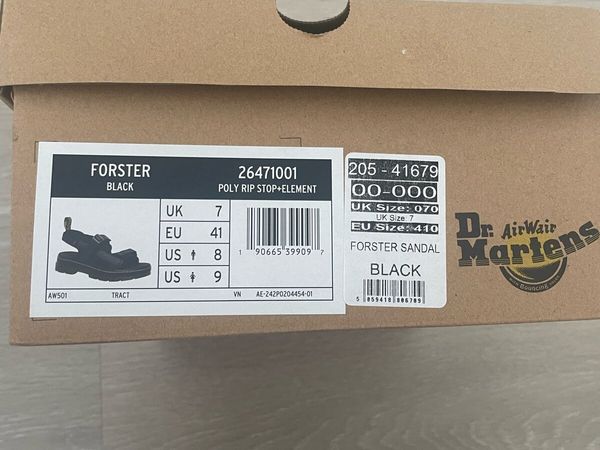 FORSTER
BLACK
26471001
POLY RIP STOP+ELEMENT
UK 7
EU 41
US 8
US 9
1 90665 39909 7
AW501 TRACT VN AE-242P0204454-01
205 - 41679
00-000
UK Size: 070
UK Size: 7
EU Size: 410
FORSTER SANDAL
BLACK
5 059418 806709
Dr. AirWair
Martens
Bouncing